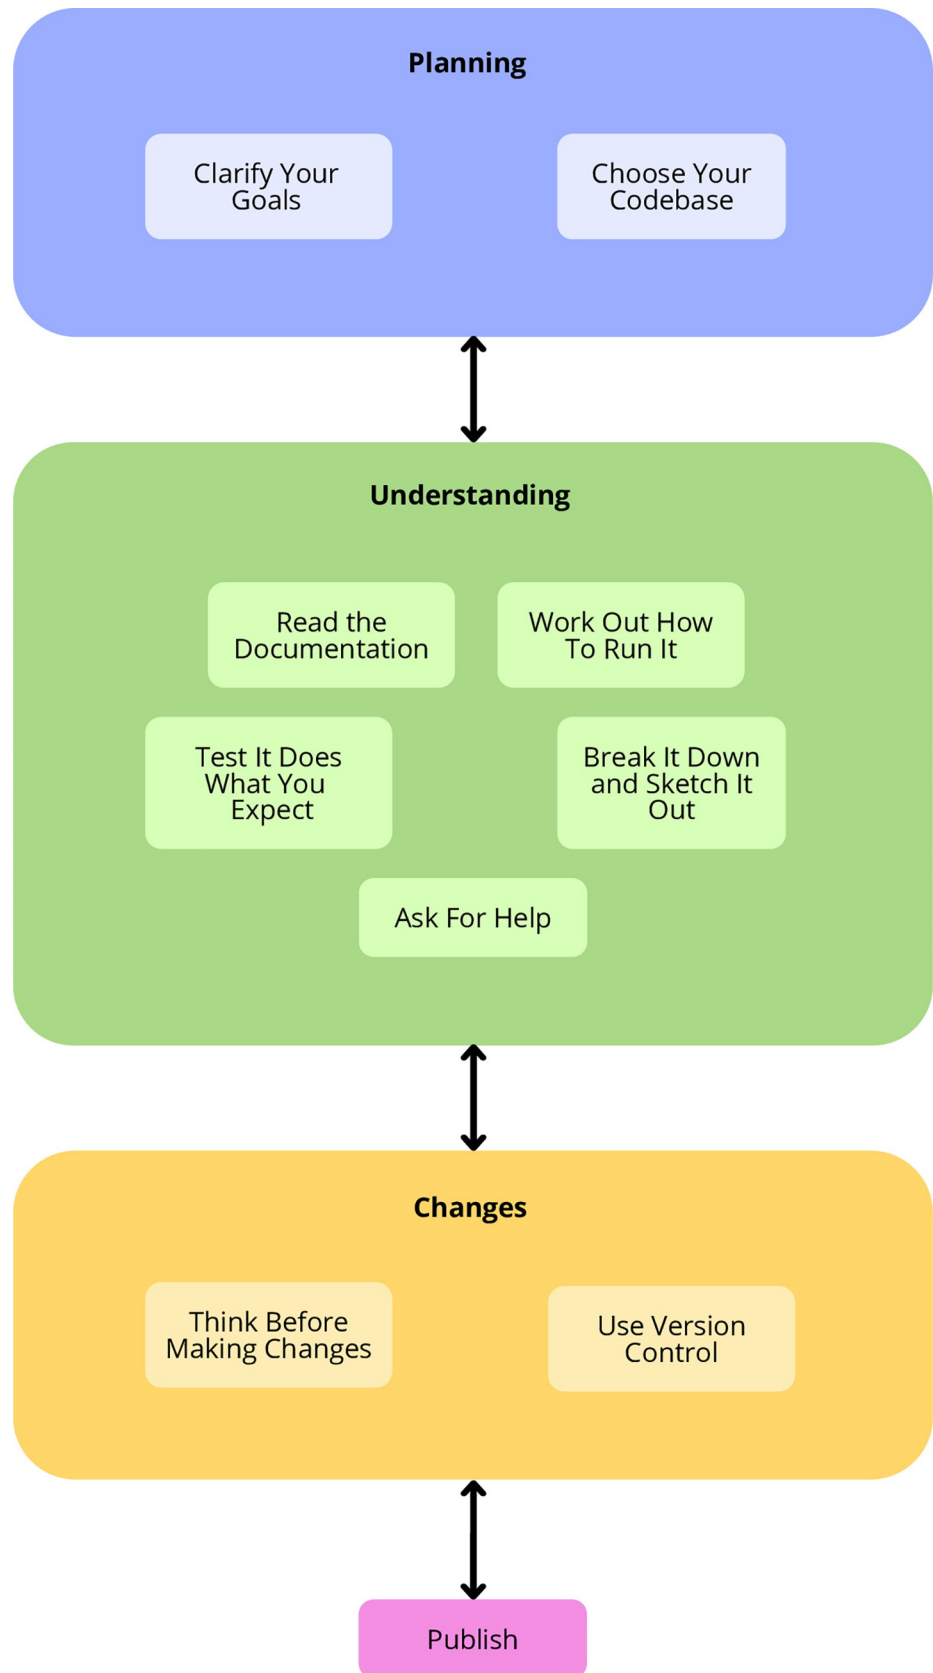 Planning
Clarify Your
Goals
Choose Your
Codebase
Understanding
Read the
Documentation
Work Out How
To Run It
Test It Does
What You
Expect
Break It Down
and Sketch It
Out
Ask For Help
Changes
Think Before
Making Changes
Use Version
Control
Publish